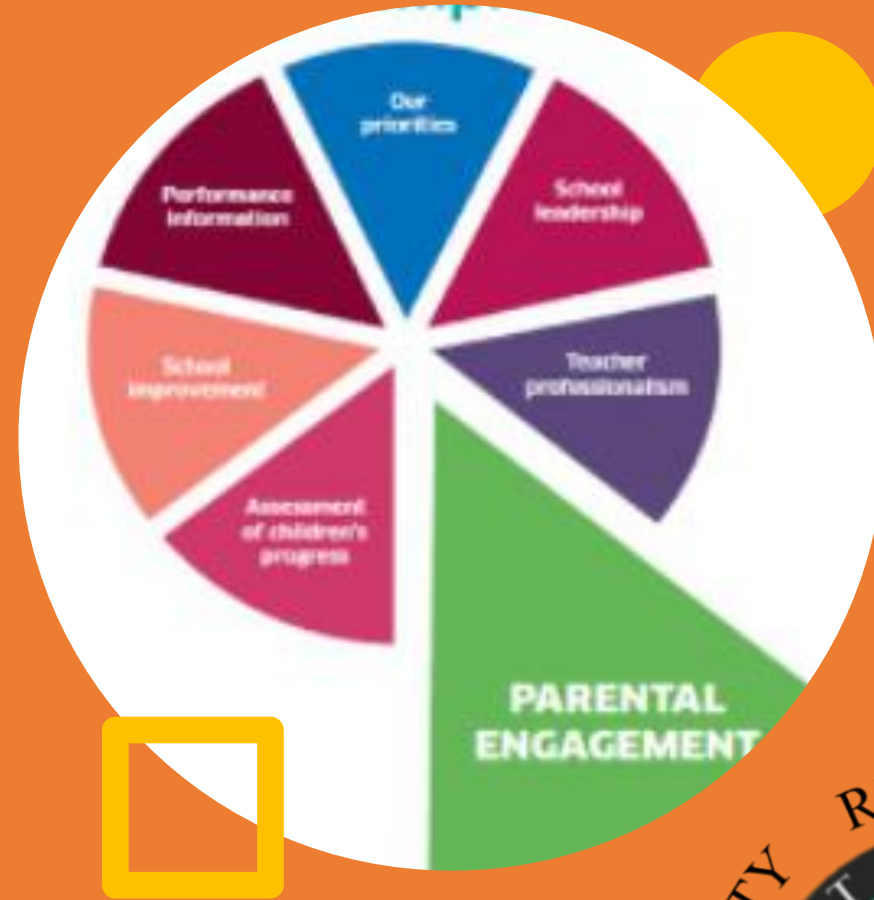 Our
priorities
School
leadership
Teacher
professionalism
PARENTAL
ENGAGEMENT
Assessment
of children's
progress
School
improvement
Performance
information